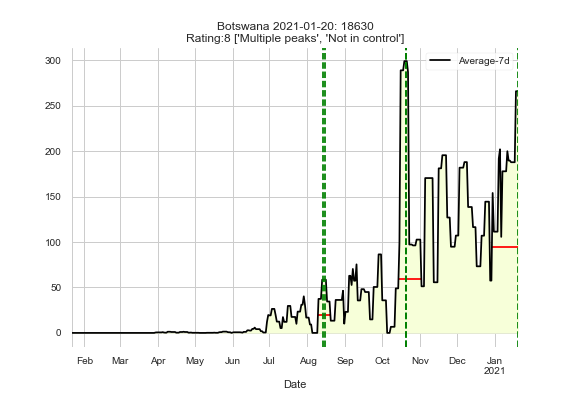 Botswana 2021-01-20: 18630
Rating:8 ['Multiple peaks', 'Not in control']
Average-7d
300
250
200
150
100
50
0
Feb Mar Apr May Jun Jul Aug Sep Oct Nov Dec Jan
2021
Date